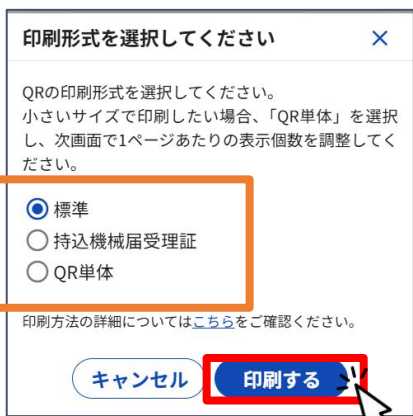 印刷形式を選択してください
QRの印刷形式を選択してください。
小さいサイズで印刷したい場合、「QR単体」を選択
し、次画面で1ページあたりの表示個数を調整してく
ださい。
標準
持込機械届受理証
QR単体
印刷方法の詳細についてはこちらをご確認ください。
キャンセル 印刷する